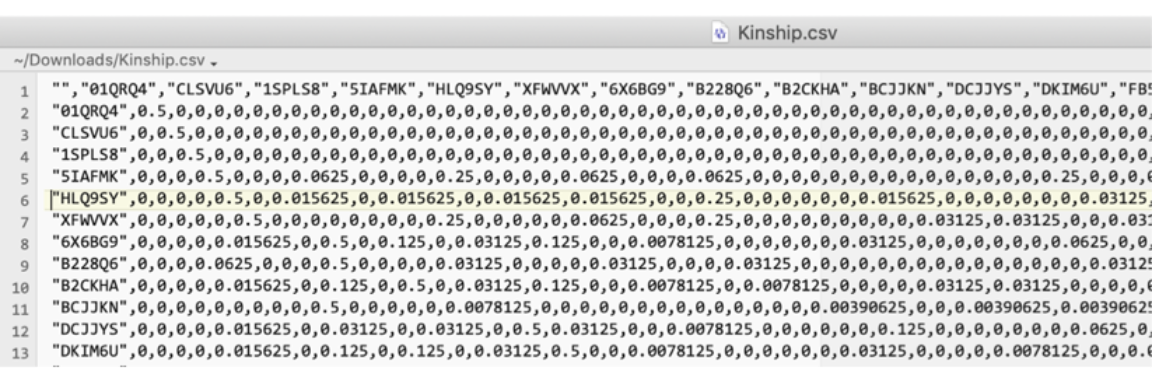 Kinship.csv
~/Downloads/Kinship.csv
1 "","01QRQ4","CLSVU6","1SPLS8","5IAFMK","HLQ9SY","XFWVVX","6X6BG9","B228Q6","B2CKHA","BCJJKN","DCJJYS","DKIM6U","FB5
2 "01QRQ4",0.5,0,0,0,0,0,0,0,0,0,0,0,0,0,0,0,0,0,0,0,0,0,0,0,0,0,0,0,0,0,0,0,0,0,0,0,0,0,0,0,0,0,0,0,0,0,0,0,0,0,0,0,0,0,0,
3 "CLSVU6",0,0.5,0,0,0,0,0,0,0,0,0,0,0,0,0,0,0,0,0,0,0,0,0,0,0,0,0,0,0,0,0,0,0,0,0,0,0,0,0,0,0,0,0,0,0,0,0,0,0,0,0,0,0,0,
4 "1SPLS8",0,0,0.5,0,0,0,0,0,0,0,0,0,0,0,0,0,0,0,0,0,0,0,0,0,0,0,0,0,0,0,0,0,0,0,0,0,0,0,0,0,0,0,0,0,0,0,0,0,0,0,0,0,0,
5 "5IAFMK",0,0,0,0.5,0,0,0,0.0625,0,0,0,0,0.25,0,0,0,0,0.0625,0,0,0,0.0625,0,0,0,0,0,0,0,0,0,0,0,0,0,0,0,0,0.25,0,0,0,
6 "HLQ9SY",0,0,0,0,0.5,0,0.015625,0,0.015625,0,0.015625,0.015625,0,0,0.25,0,0,0,0,0,0,0.015625,0,0,0,0,0,0,0,0.03125,
7 "XFWVVX",0,0,0,0,0,0.5,0,0,0,0,0,0,0,0.25,0,0,0,0,0,0.0625,0,0,0,0.25,0,0,0,0,0,0,0,0,0.03125,0.03125,0,0,0.031
8 "6X6BG9",0,0,0,0,0.015625,0,0.5,0,0.125,0,0.03125,0.125,0,0,0.0078125,0,0,0,0,0,0,0.03125,0,0,0,0,0,0,0,0.0625,0,0,
9 "B228Q6",0,0,0,0.0625,0,0,0,0.5,0,0,0,0,0.03125,0,0,0,0,0.03125,0,0,0,0.03125,0,0,0,0,0,0,0,0,0,0,0,0,0,0,0,0.03125
10 "B2CKHA",0,0,0,0,0.015625,0,0.125,0,0.5,0,0.03125,0.125,0,0,0.0078125,0,0.0078125,0,0,0,0,0.03125,0.03125,0,0,0,0
11 "BCJJKN",0,0,0,0,0,0,0,0,0,0.5,0,0,0,0,0.0078125,0,0,0,0,0,0,0,0,0,0,0,0,0,0,0,0.00390625,0,0,0.00390625,0.00390625
12 "DCJJYS",0,0,0,0,0.015625,0,0.03125,0,0.03125,0,0.5,0.03125,0,0,0.0078125,0,0,0,0,0,0,0.125,0,0,0,0,0,0,0,0.0625,0,
13 "DKIM6U",0,0,0,0,0.015625,0,0.125,0,0.125,0,0.03125,0.5,0,0,0.0078125,0,0,0,0,0,0,0.03125,0,0,0,0,0.0078125,0,0,0.0